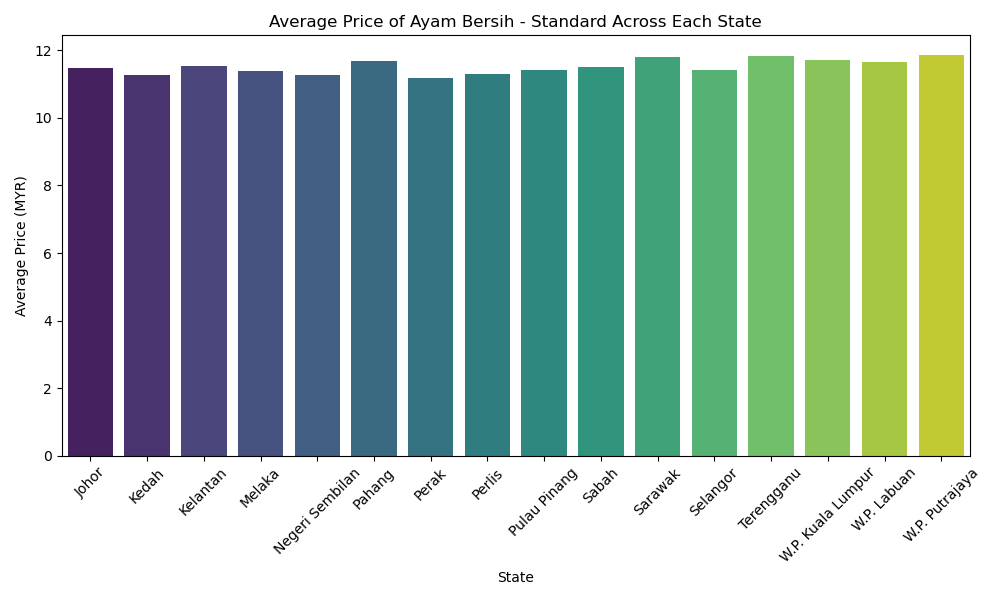 Average Price of Ayam Bersih - Standard Across Each State
Average Price (MYR)
12
10
8
6
4
2
0
Johor
Kedah
Kelantan
Melaka
Negeri Sembilan
Pahang
Perak
Perlis
Pulau Pinang
Sabah
Sarawak
Selangor
Terengganu
W.P. Kuala Lumpur
W.P. Labuan
W.P. Putrajaya
State